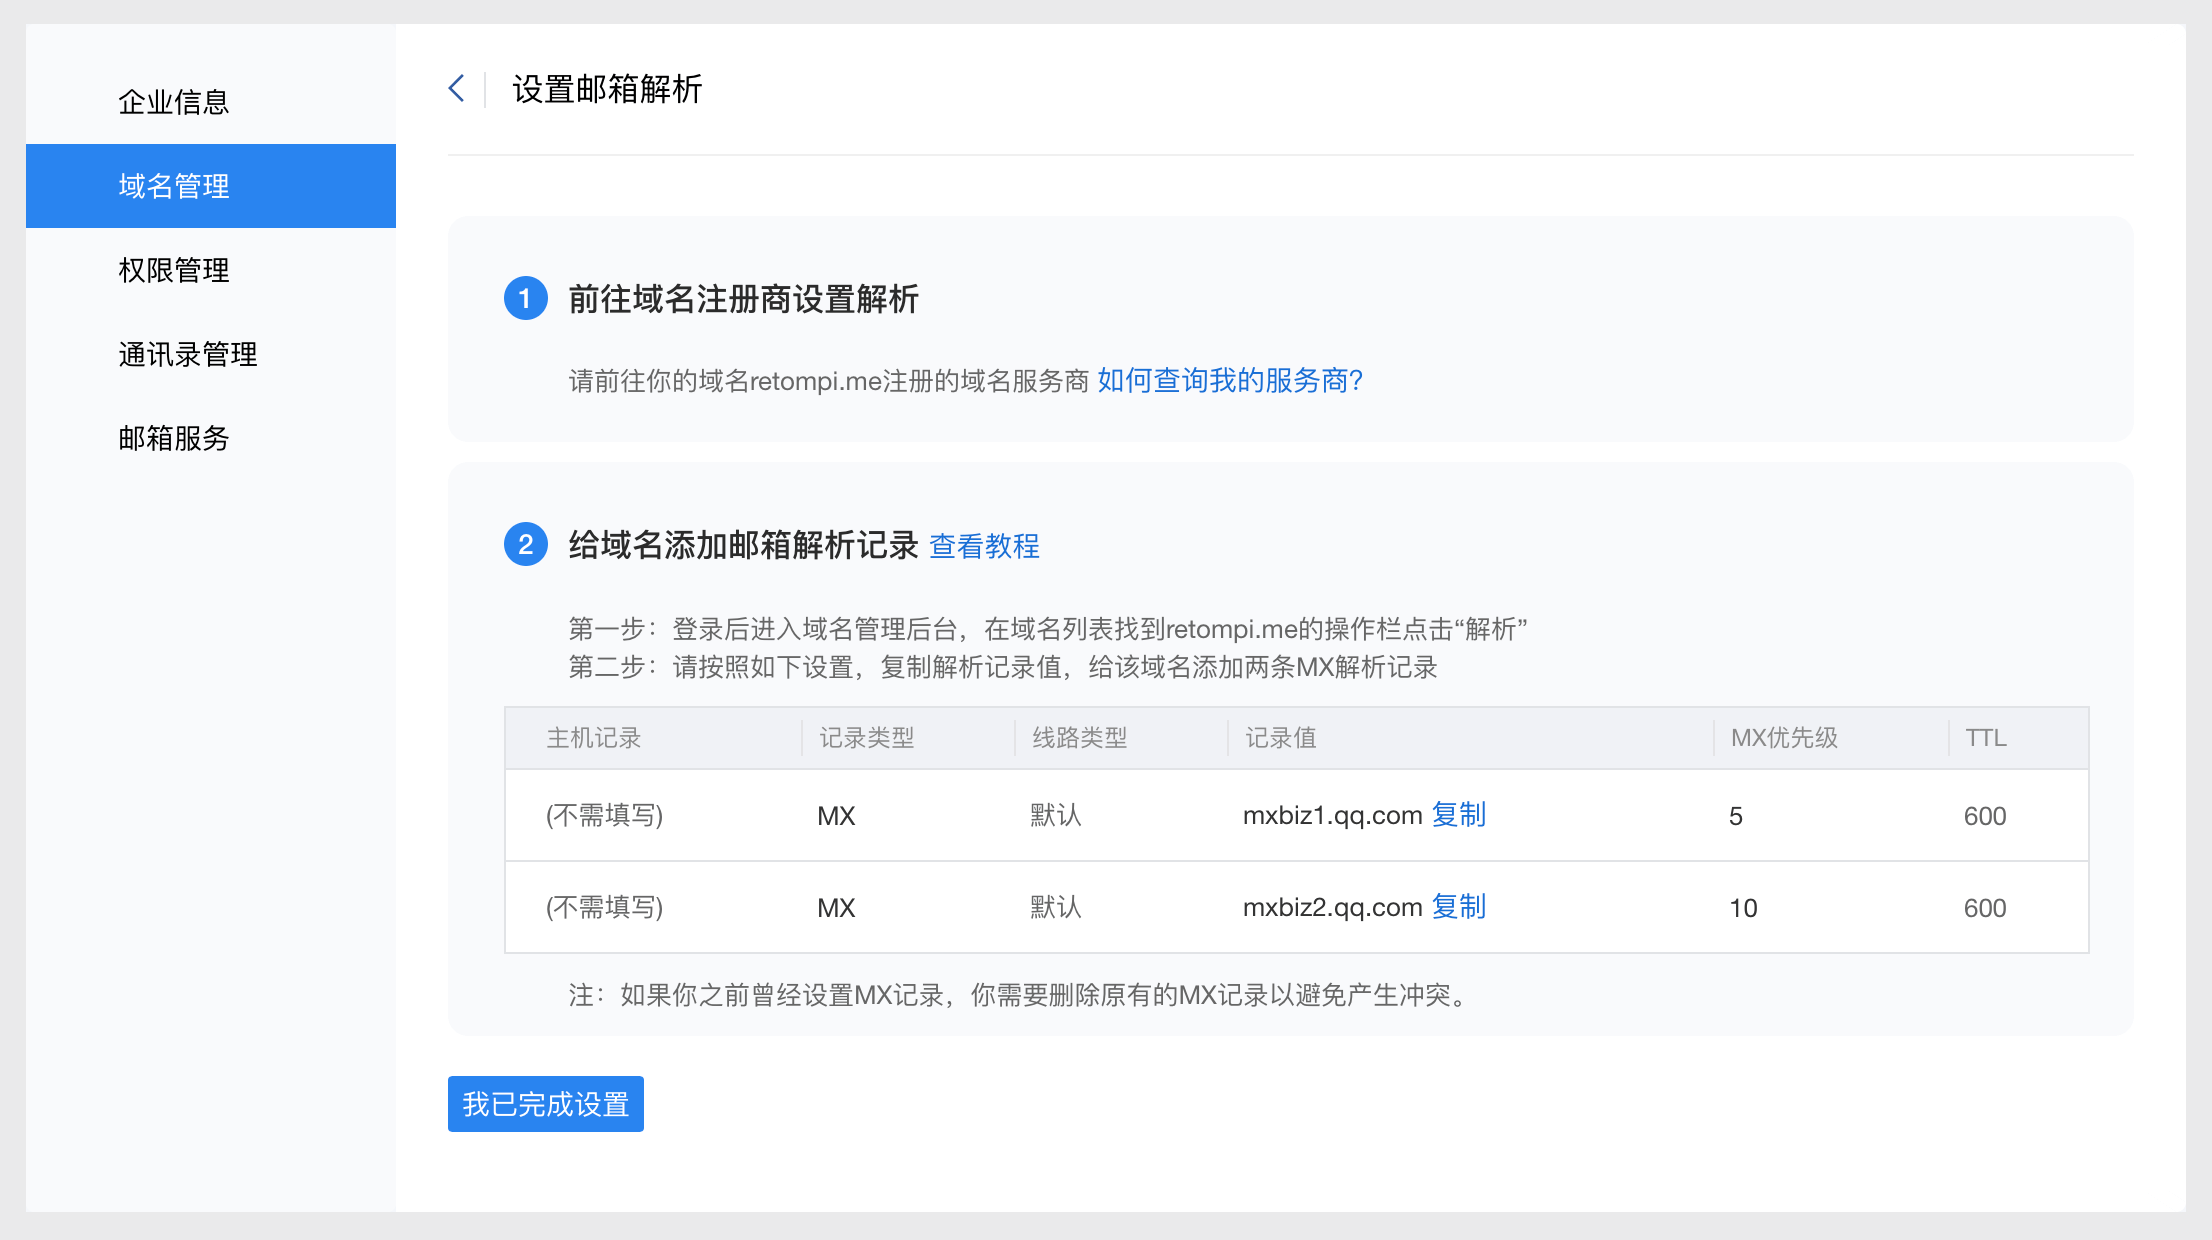 企业信息
域名管理
权限管理
通讯录管理
邮箱服务
设置邮箱解析
1 前往域名注册商设置解析
请前往你的域名retompi.me注册的域名服务商 如何查询我的服务商?
2 给域名添加邮箱解析记录 查看教程
第一步：登录后进入域名管理后台，在域名列表找到retompi.me的操作栏点击“解析”
第二步：请按照如下设置，复制解析记录值，给该域名添加两条MX解析记录
主机记录 记录类型 线路类型 记录值 MX优先级 TTL
(不需填写) MX 默认 mxbiz1.qq.com 复制 5 600
(不需填写) MX 默认 mxbiz2.qq.com 复制 10 600
注：如果你之前曾经设置MX记录，你需要删除原有的MX记录以避免产生冲突。
我已完成设置